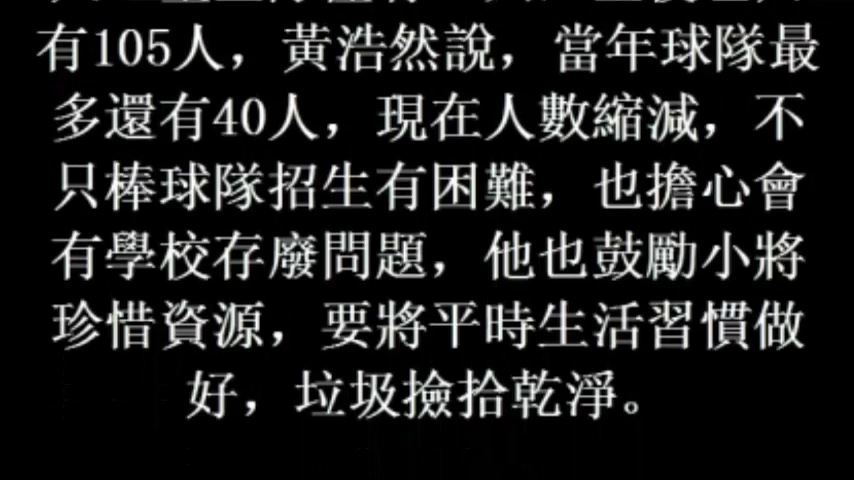 有105人，黃浩然說，當年球隊最
多還有40人，現在人數縮減，不
只棒球隊招生有困難，也擔心會
有學校存廢問題，他也鼓勵小將
珍惜資源，要將平時生活習慣做
好，垃圾撿拾乾淨。